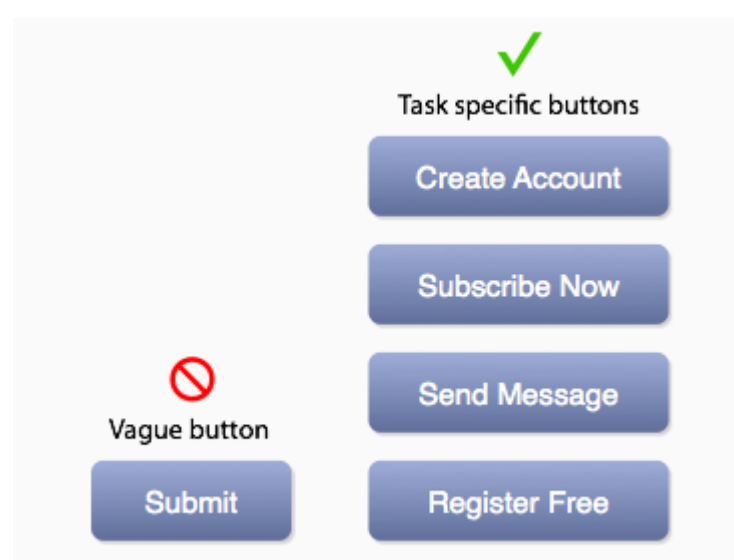 Task specific buttons
Create Account
Subscribe Now
Send Message
Vague button
Submit
Register Free